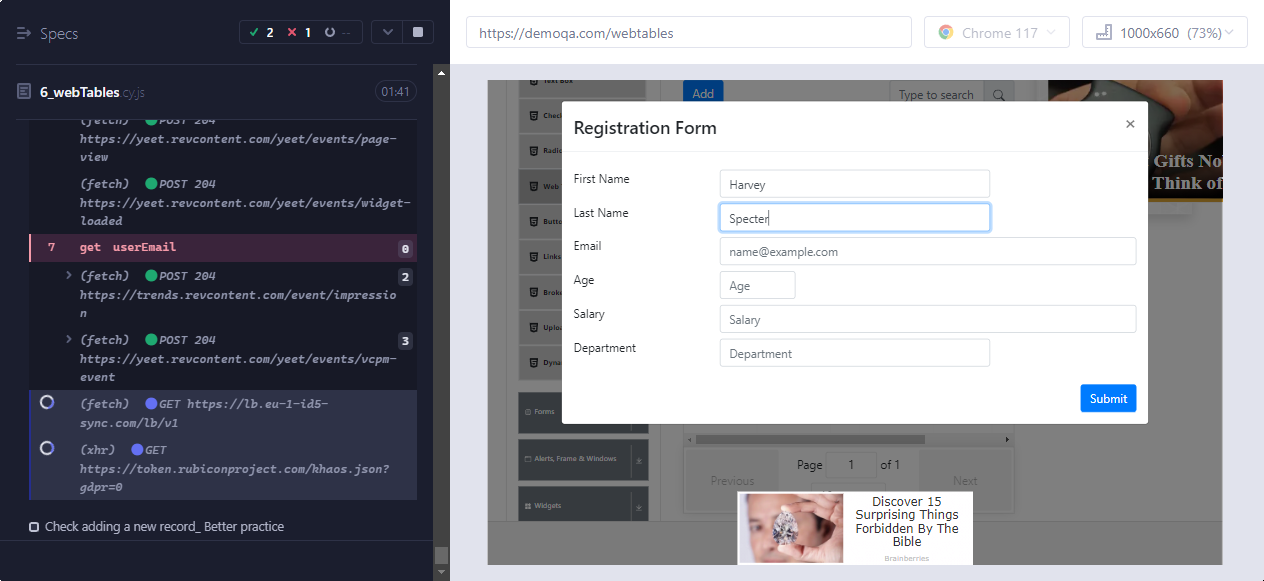 Specs
2
1
--
6_webTables.cy.js
01:41
(fetch) POST 204
https://yeet.revcontent.com/yeet/events/page-
view
(fetch) POST 204
https://yeet.revcontent.com/yeet/events/widget-
loaded
7 get userEmail 0
(fetch) POST 204 2
https://trends.revcontent.com/event/impressio
n
(fetch) POST 204 3
https://yeet.revcontent.com/yeet/events/vcpm-
event
(fetch) GET https://lb.eu-1-id5-
sync.com/lb/v1
(xhr) GET
https://token.rubiconproject.com/khaos.json?
gdpr=0
Check adding a new record_ Better practice
https://demoqa.com/webtables
Chrome 117
1000x660 (73%)
Text Box
Add
Type to search
Chec
Radio
Web
Butto
Links
Broke
Uploa
Dyna
Forms
Alerts, Frame & Windows
Widgets
Registration Form
×
First Name
Harvey
Last Name
Specter
Email
name@example.com
Age
Age
Salary
Salary
Department
Department
Submit
Gifts No
Think of
Previous
Page 1 of 1
Next
Discover 15
Surprising Things
Forbidden By The
Bible
Brainberries